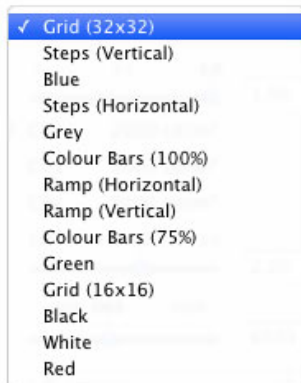 ✓ Grid (32x32)
Steps (Vertical)
Blue
Steps (Horizontal)
Grey
Colour Bars (100%)
Ramp (Horizontal)
Ramp (Vertical)
Colour Bars (75%)
Green
Grid (16x16)
Black
White
Red